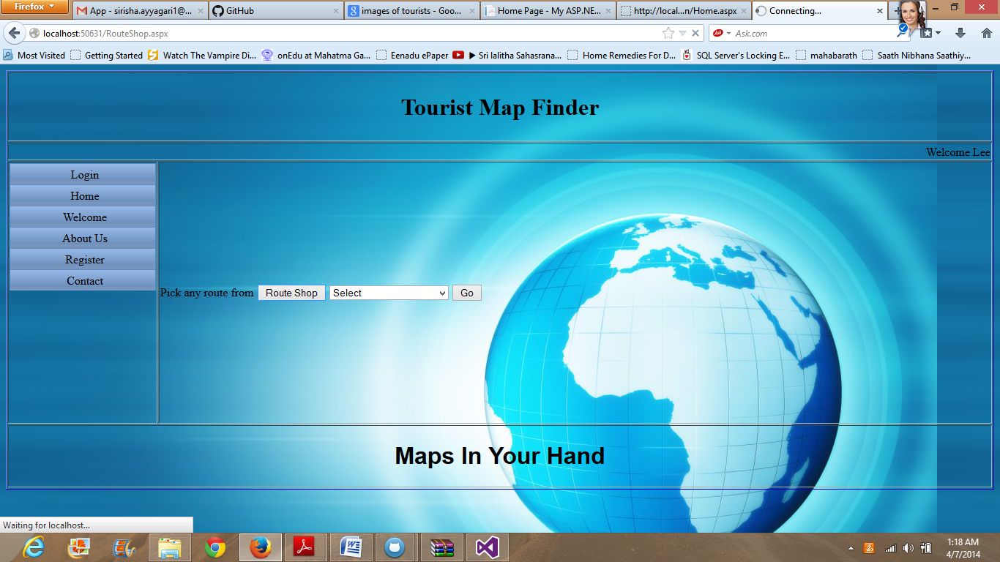 Firefox
App - sirisha.ayyagari1@...
GitHub
images of tourists - Goo...
Home Page - My ASP.NE...
http://local...n/Home.aspx
Connecting...
localhost:50631/RouteShop.aspx
Ask
Ask.com
Most Visited
Getting Started
Watch The Vampire Di...
onEdu at Mahatma Ga...
Eenadu ePaper
▶ Sri lalitha Sahasrana...
Home Remedies For D...
SQL Server's Locking E...
mahabarath
Saath Nibhana Saathiy...
Tourist Map Finder
Welcome Lee
Login
Home
Welcome
About Us
Register
Contact
Pick any route from Route Shop Select Go
Maps In Your Hand
Waiting for localhost...
1:18 AM
4/7/2014